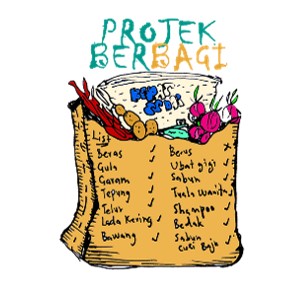 PROJEK
BERBAGI
List
Beras
Gula
Garam
Tepung
Telur
Lada Kering
Bawang
Berus
Ubat gigi
Sabun
Tuala Wanita
Shampoo
Bedak
Sabun
Cuci Baju